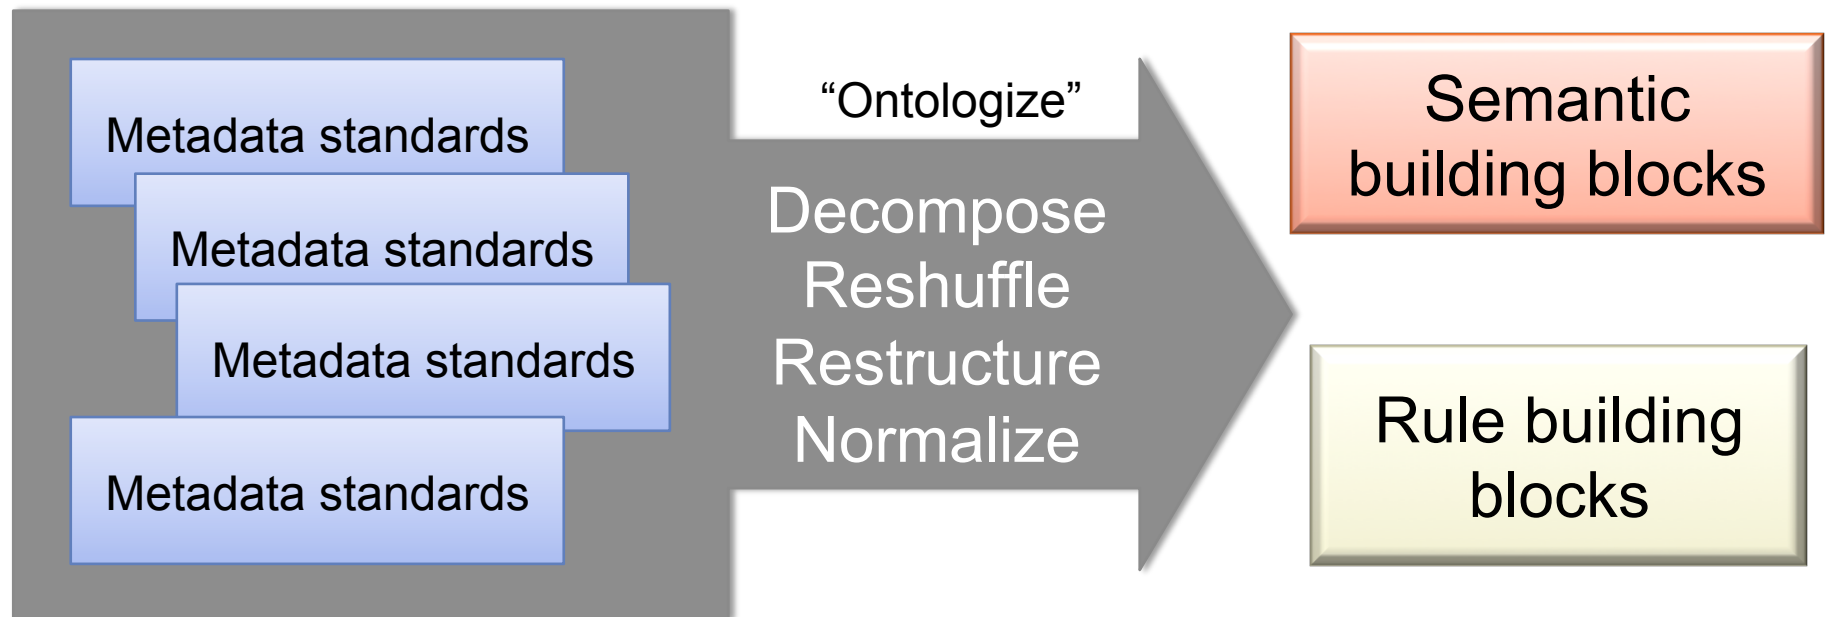 Metadata standards
Metadata standards
Metadata standards
Metadata standards
“Ontologize”
Decompose
Reshuffle
Restructure
Normalize
Semantic
building blocks
Rule building
blocks